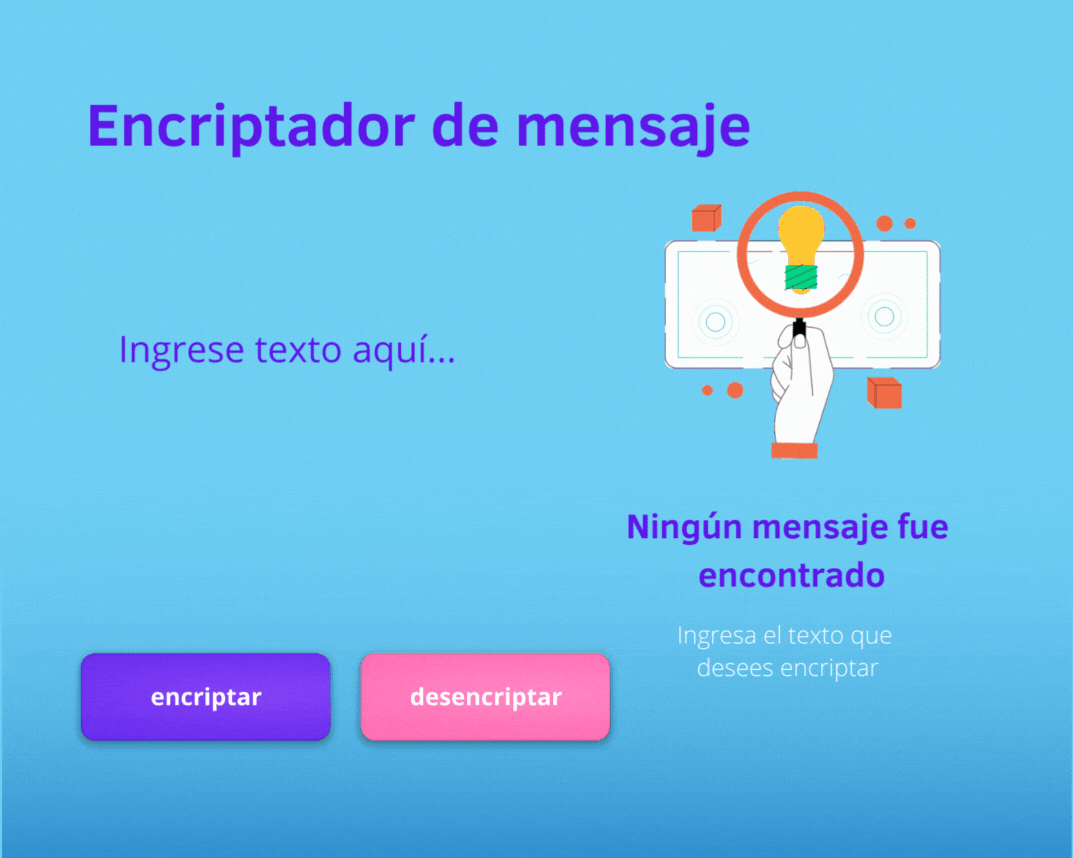 Encriptador de mensaje
Ingrese texto aquí...
Ningún mensaje fue
encontrado
Ingresa el texto que
desees encriptar
encriptar
desencriptar